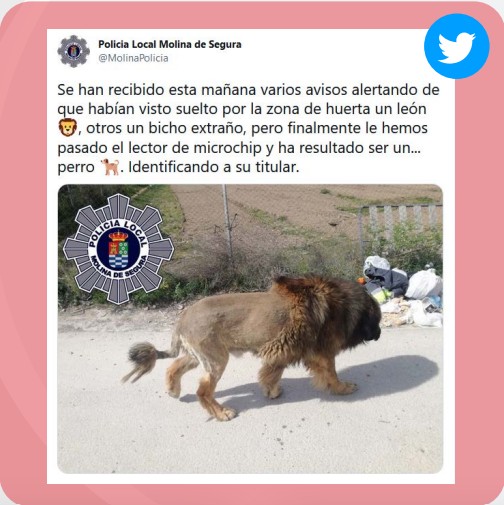 Policia Local Molina de Segura
@MolinaPolicia
Se han recibido esta mañana varios avisos alertando de
que habían visto suelto por la zona de huerta un león
🦁, otros un bicho extraño, pero finalmente le hemos
pasado el lector de microchip y ha resultado ser un...
perro 🐕. Identificando a su titular.
POLICIA LOCAL
MOLINA DE SEGURA